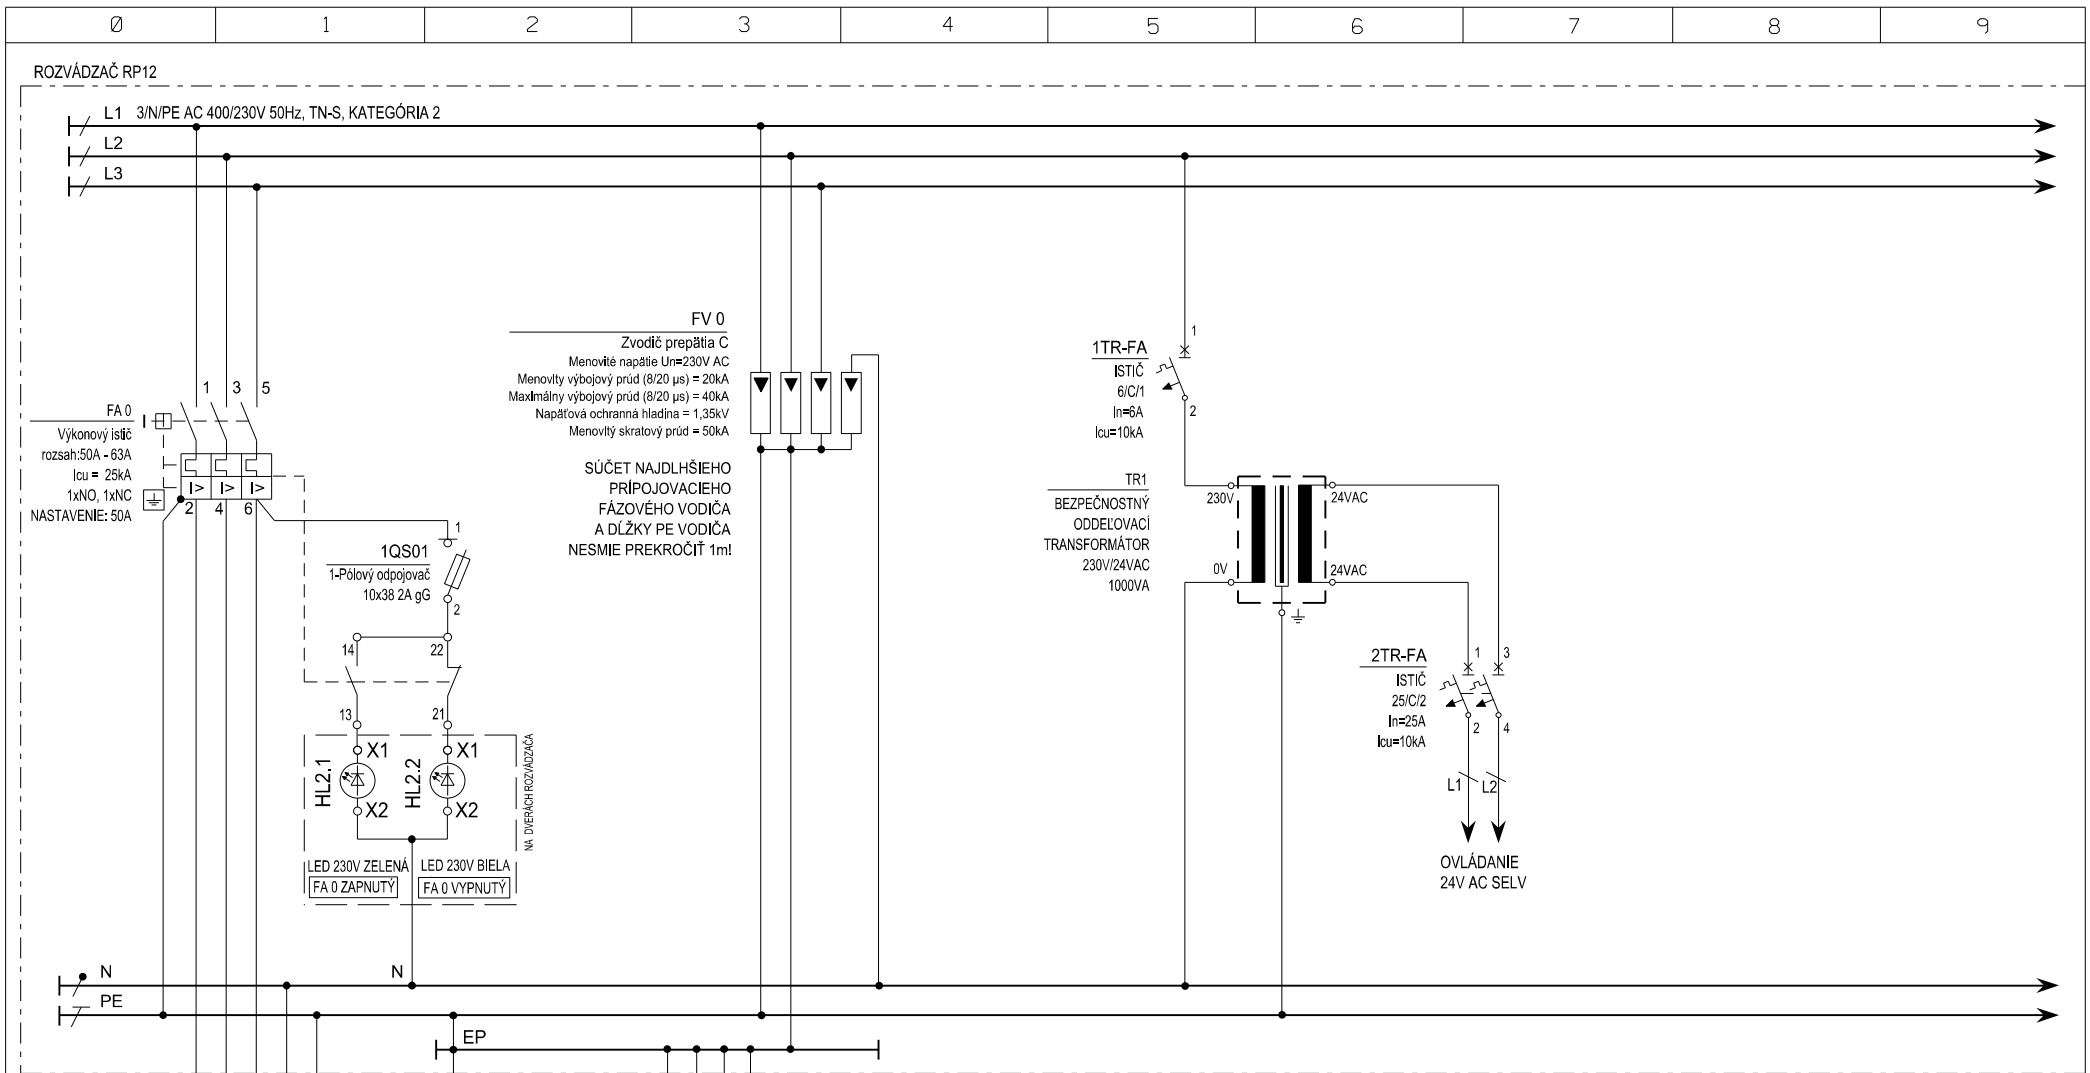 Ø 1 2 3 4 5 6 7 8 9
ROZVÁDZAČ RP12
L1 3/N/PE AC 400/230V 50Hz, TN-S, KATEGÓRIA 2
L2
L3
1 3 5
FA 0
Výkonový istič
rozsah:50A - 63A
Icu = 25kA
1xNO, 1xNC
NASTAVENIE: 50A
I> I> I>
2 4 6
1
1QS01
1-Pólový odpojovač
10x38 2A gG
2
14 22
13 21
X1 X1
HL2.1 HL2.2
X2 X2
NA DVERÁCH ROZVÁDZAČA
LED 230V ZELENÁ LED 230V BIELA
FA 0 ZAPNUTÝ FA 0 VYPNUTÝ
FV 0
Zvodič prepätia C
Menovité napätie Un=230V AC
Menovitý výbojový prúd (8/20 µs) = 20kA
Maximálny výbojový prúd (8/20 µs) = 40kA
Napäťová ochranná hladina = 1,35kV
Menovitý skratový prúd = 50kA
SÚČET NAJDLHŠIEHO
PRÍPOJOVACIEHO
FÁZOVÉHO VODIČA
A DĹŽKY PE VODIČA
NESMIE PREKROČIŤ 1m!
1
1TR-FA
ISTIČ
6/C/1
In=6A
Icu=10kA
2
TR1
BEZPEČNOSTNÝ
ODDEĽOVACÍ
TRANSFORMÁTOR
230V/24VAC
1000VA
230V 24VAC
0V 24VAC
1 3
2TR-FA
ISTIČ
25/C/2
In=25A
Icu=10kA
2 4
L1 L2
OVLÁDANIE
24V AC SELV
N N
PE
EP